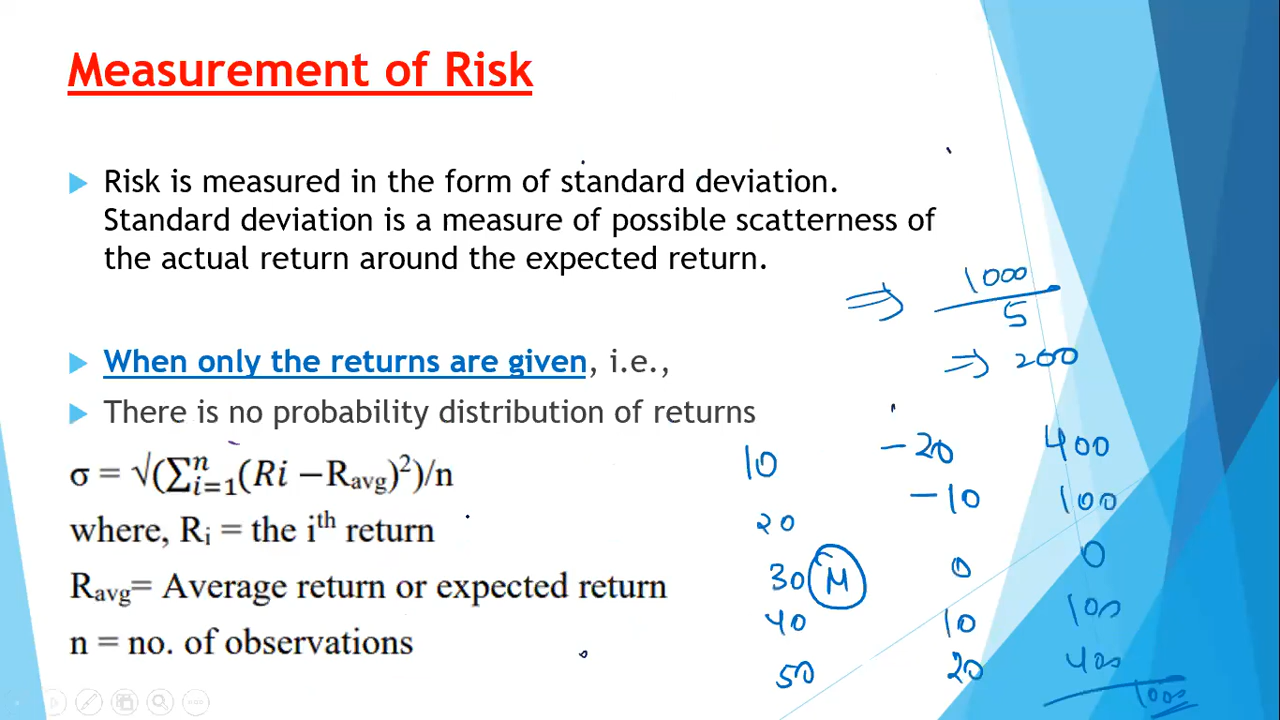 Measurement of Risk
Risk is measured in the form of standard deviation.
Standard deviation is a measure of possible scatterness of
the actual return around the expected return.
1000
5
⇒
⇒ 200
When only the returns are given, i.e.,
There is no probability distribution of returns
σ = √(∑ⁿᵢ₌₁(Ri −Ravg)²)/n
where, Ri = the ith return
Ravg= Average return or expected return
n = no. of observations
10 -20 400
20 -10 100
30 M 0 0
40 10 100
50 20 400
1000